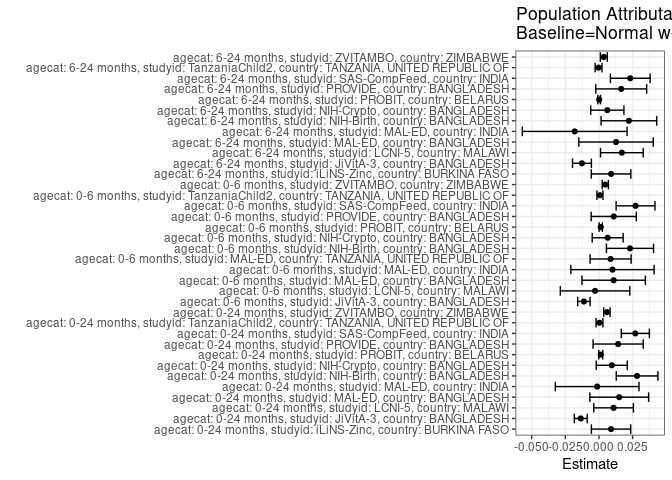 Population Attributa
Baseline=Normal w
agecat: 6-24 months, studyid: ZVITAMBO, country: ZIMBABWE
agecat: 6-24 months, studyid: TanzaniaChild2, country: TANZANIA, UNITED REPUBLIC OF
agecat: 6-24 months, studyid: SAS-CompFeed, country: INDIA
agecat: 6-24 months, studyid: PROVIDE, country: BANGLADESH
agecat: 6-24 months, studyid: PROBIT, country: BELARUS
agecat: 6-24 months, studyid: NIH-Crypto, country: BANGLADESH
agecat: 6-24 months, studyid: NIH-Birth, country: BANGLADESH
agecat: 6-24 months, studyid: MAL-ED, country: INDIA
agecat: 6-24 months, studyid: MAL-ED, country: BANGLADESH
agecat: 6-24 months, studyid: LCNI-5, country: MALAWI
agecat: 6-24 months, studyid: JiVitA-3, country: BANGLADESH
agecat: 6-24 months, studyid: iLiNS-Zinc, country: BURKINA FASO
agecat: 0-6 months, studyid: ZVITAMBO, country: ZIMBABWE
agecat: 0-6 months, studyid: TanzaniaChild2, country: TANZANIA, UNITED REPUBLIC OF
agecat: 0-6 months, studyid: SAS-CompFeed, country: INDIA
agecat: 0-6 months, studyid: PROVIDE, country: BANGLADESH
agecat: 0-6 months, studyid: PROBIT, country: BELARUS
agecat: 0-6 months, studyid: NIH-Crypto, country: BANGLADESH
agecat: 0-6 months, studyid: NIH-Birth, country: BANGLADESH
agecat: 0-6 months, studyid: MAL-ED, country: TANZANIA, UNITED REPUBLIC OF
agecat: 0-6 months, studyid: MAL-ED, country: INDIA
agecat: 0-6 months, studyid: MAL-ED, country: BANGLADESH
agecat: 0-6 months, studyid: LCNI-5, country: MALAWI
agecat: 0-6 months, studyid: JiVitA-3, country: BANGLADESH
agecat: 0-24 months, studyid: ZVITAMBO, country: ZIMBABWE
agecat: 0-24 months, studyid: TanzaniaChild2, country: TANZANIA, UNITED REPUBLIC OF
agecat: 0-24 months, studyid: SAS-CompFeed, country: INDIA
agecat: 0-24 months, studyid: PROVIDE, country: BANGLADESH
agecat: 0-24 months, studyid: PROBIT, country: BELARUS
agecat: 0-24 months, studyid: NIH-Crypto, country: BANGLADESH
agecat: 0-24 months, studyid: NIH-Birth, country: BANGLADESH
agecat: 0-24 months, studyid: MAL-ED, country: INDIA
agecat: 0-24 months, studyid: MAL-ED, country: BANGLADESH
agecat: 0-24 months, studyid: LCNI-5, country: MALAWI
agecat: 0-24 months, studyid: JiVitA-3, country: BANGLADESH
agecat: 0-24 months, studyid: iLiNS-Zinc, country: BURKINA FASO
-0.050 -0.025 0.000 0.025
Estimate